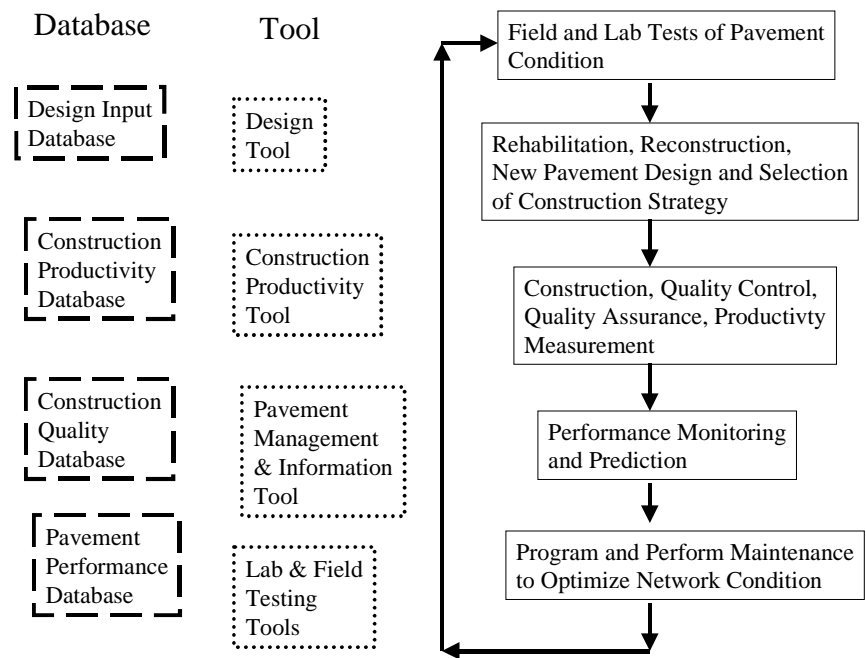 Database
Design Input
Database
Construction
Productivity
Database
Construction
Quality
Database
Pavement
Performance
Database
Tool
Design
Tool
Construction
Productivity
Tool
Pavement
Management
& Information
Tool
Lab & Field
Testing
Tools
Field and Lab Tests of Pavement
Condition
Rehabilitation, Reconstruction,
New Pavement Design and Selection
of Construction Strategy
Construction, Quality Control,
Quality Assurance, Productivty
Measurement
Performance Monitoring
and Prediction
Program and Perform Maintenance
to Optimize Network Condition